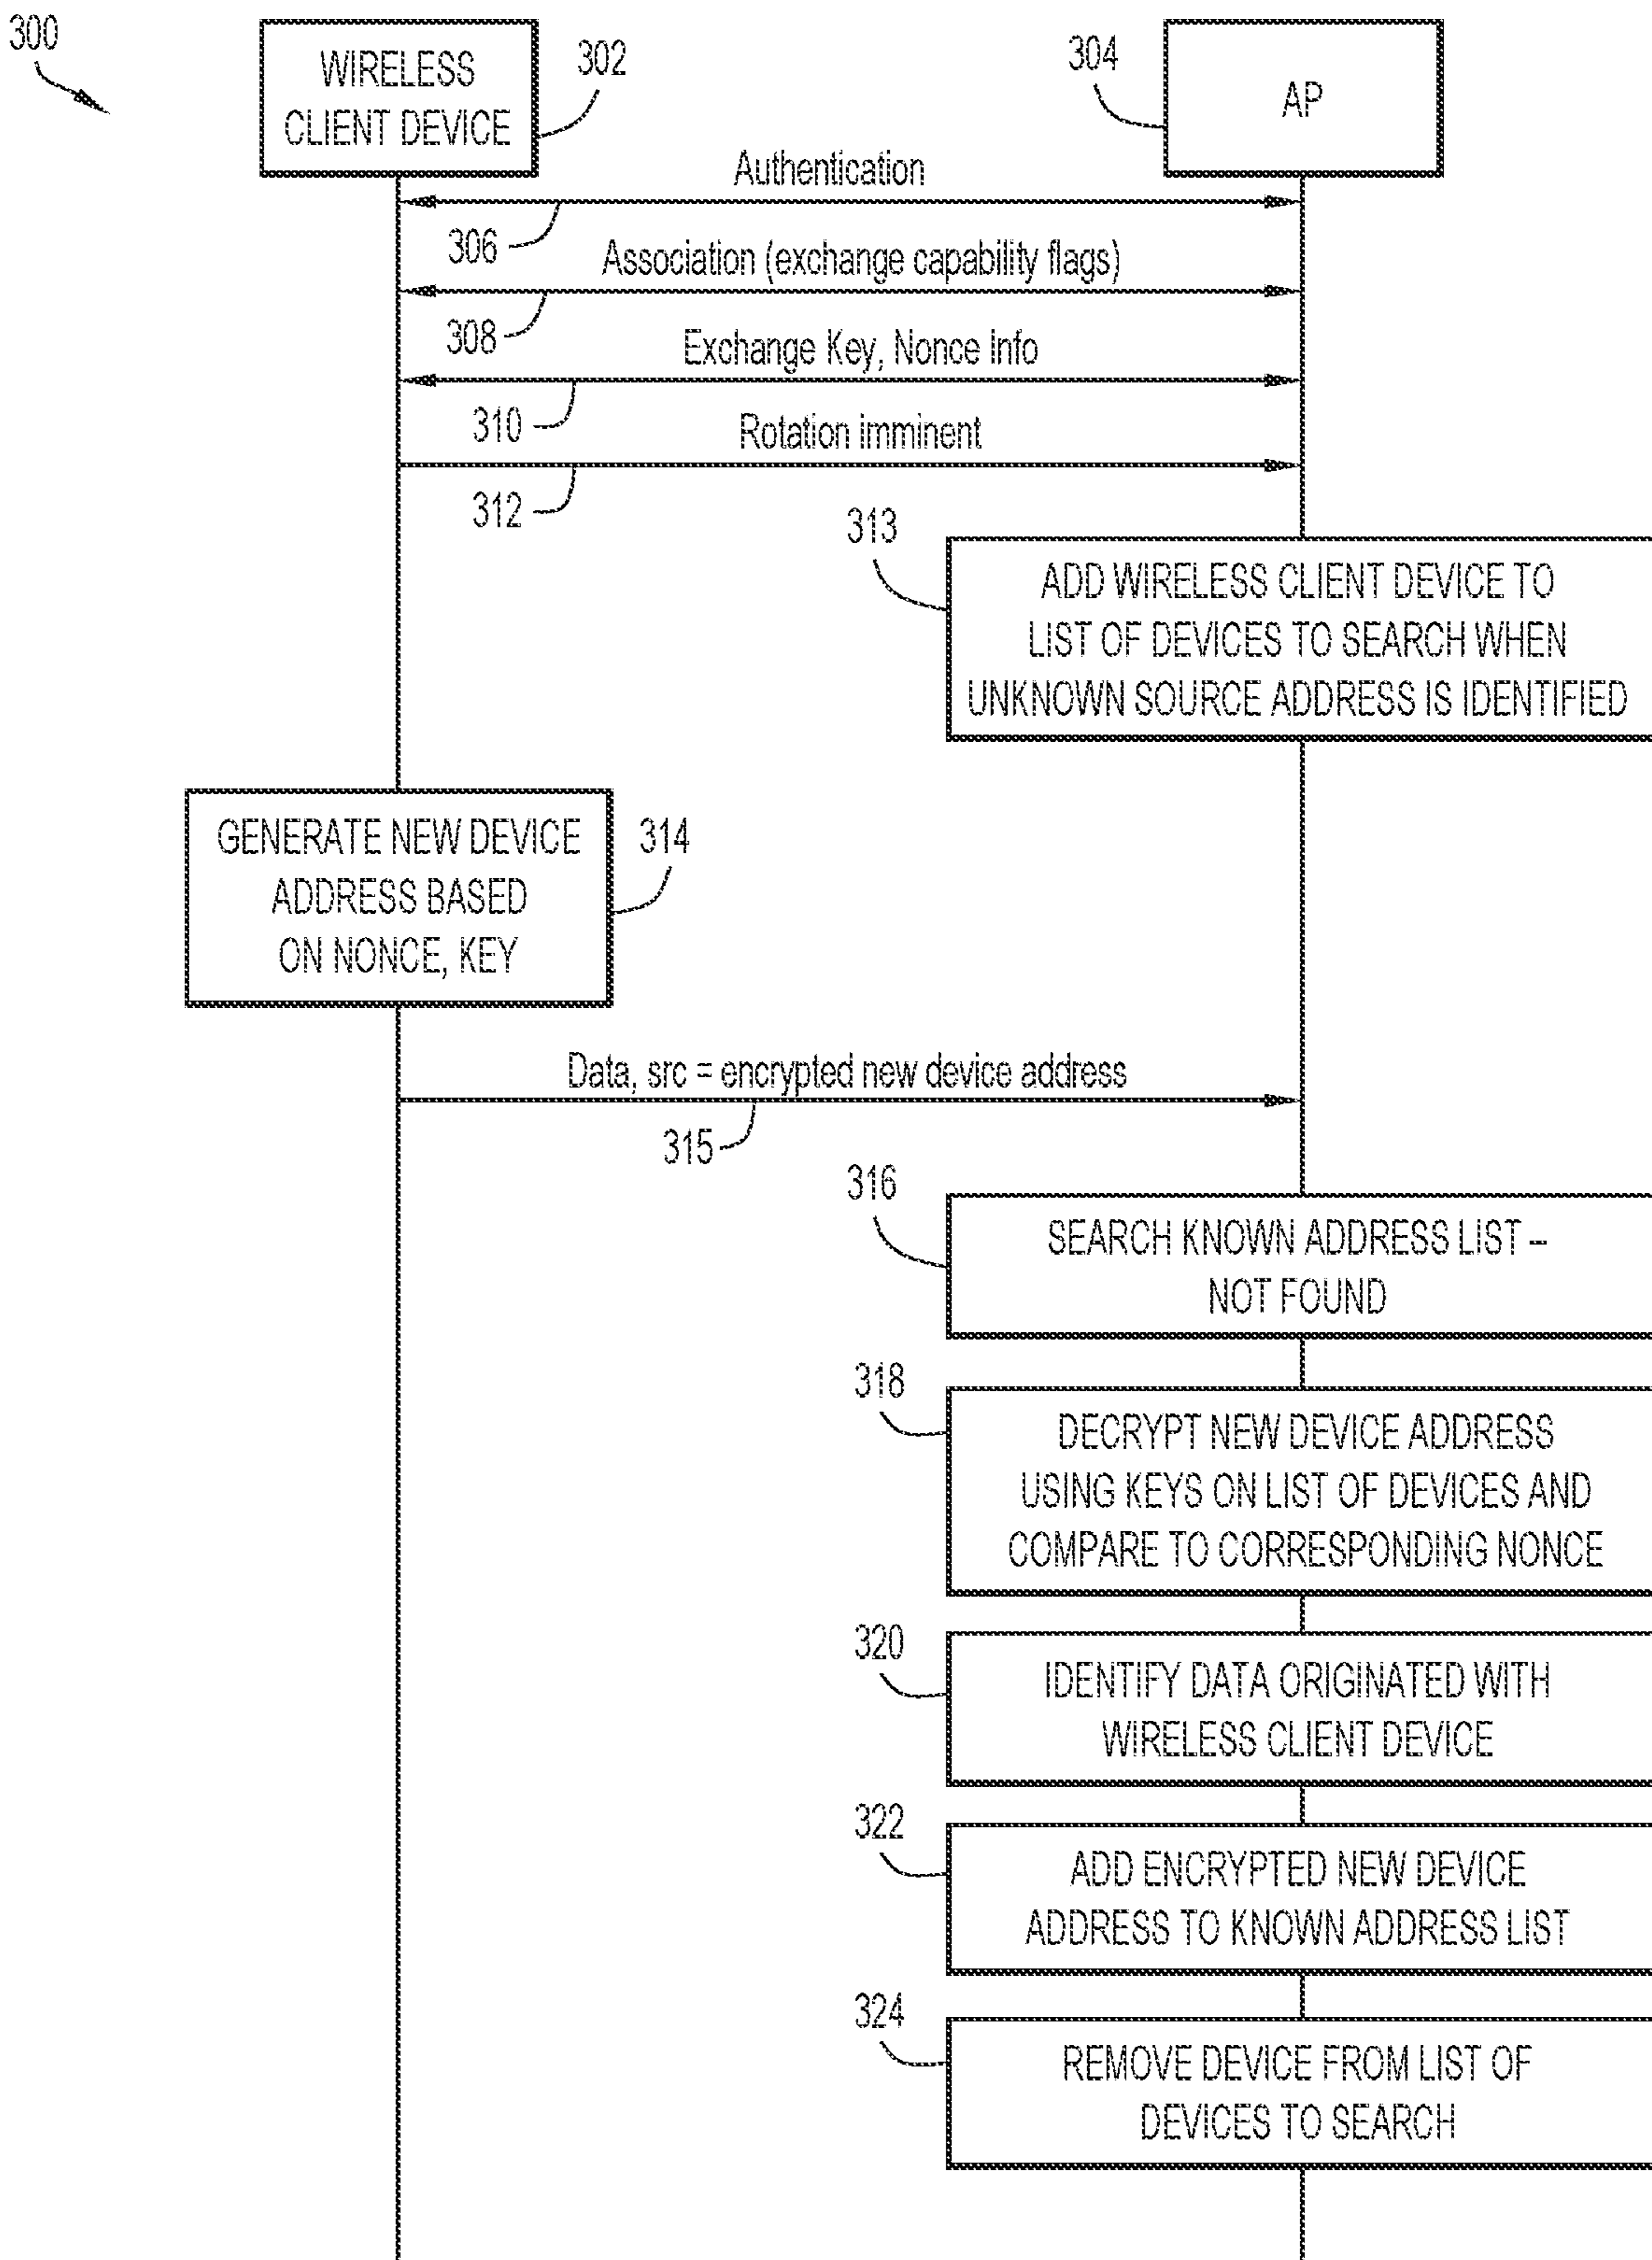 300
WIRELESS
CLIENT DEVICE
302
304
AP
Authentication
306
Association (exchange capability flags)
308
Exchange Key, Nonce Info
310
Rotation imminent
312
313
ADD WIRELESS CLIENT DEVICE TO
LIST OF DEVICES TO SEARCH WHEN
UNKNOWN SOURCE ADDRESS IS IDENTIFIED
GENERATE NEW DEVICE
ADDRESS BASED
ON NONCE, KEY
314
Data, src = encrypted new device address
315
316
SEARCH KNOWN ADDRESS LIST –
NOT FOUND
318
DECRYPT NEW DEVICE ADDRESS
USING KEYS ON LIST OF DEVICES AND
COMPARE TO CORRESPONDING NONCE
320
IDENTIFY DATA ORIGINATED WITH
WIRELESS CLIENT DEVICE
322
ADD ENCRYPTED NEW DEVICE
ADDRESS TO KNOWN ADDRESS LIST
324
REMOVE DEVICE FROM LIST OF
DEVICES TO SEARCH